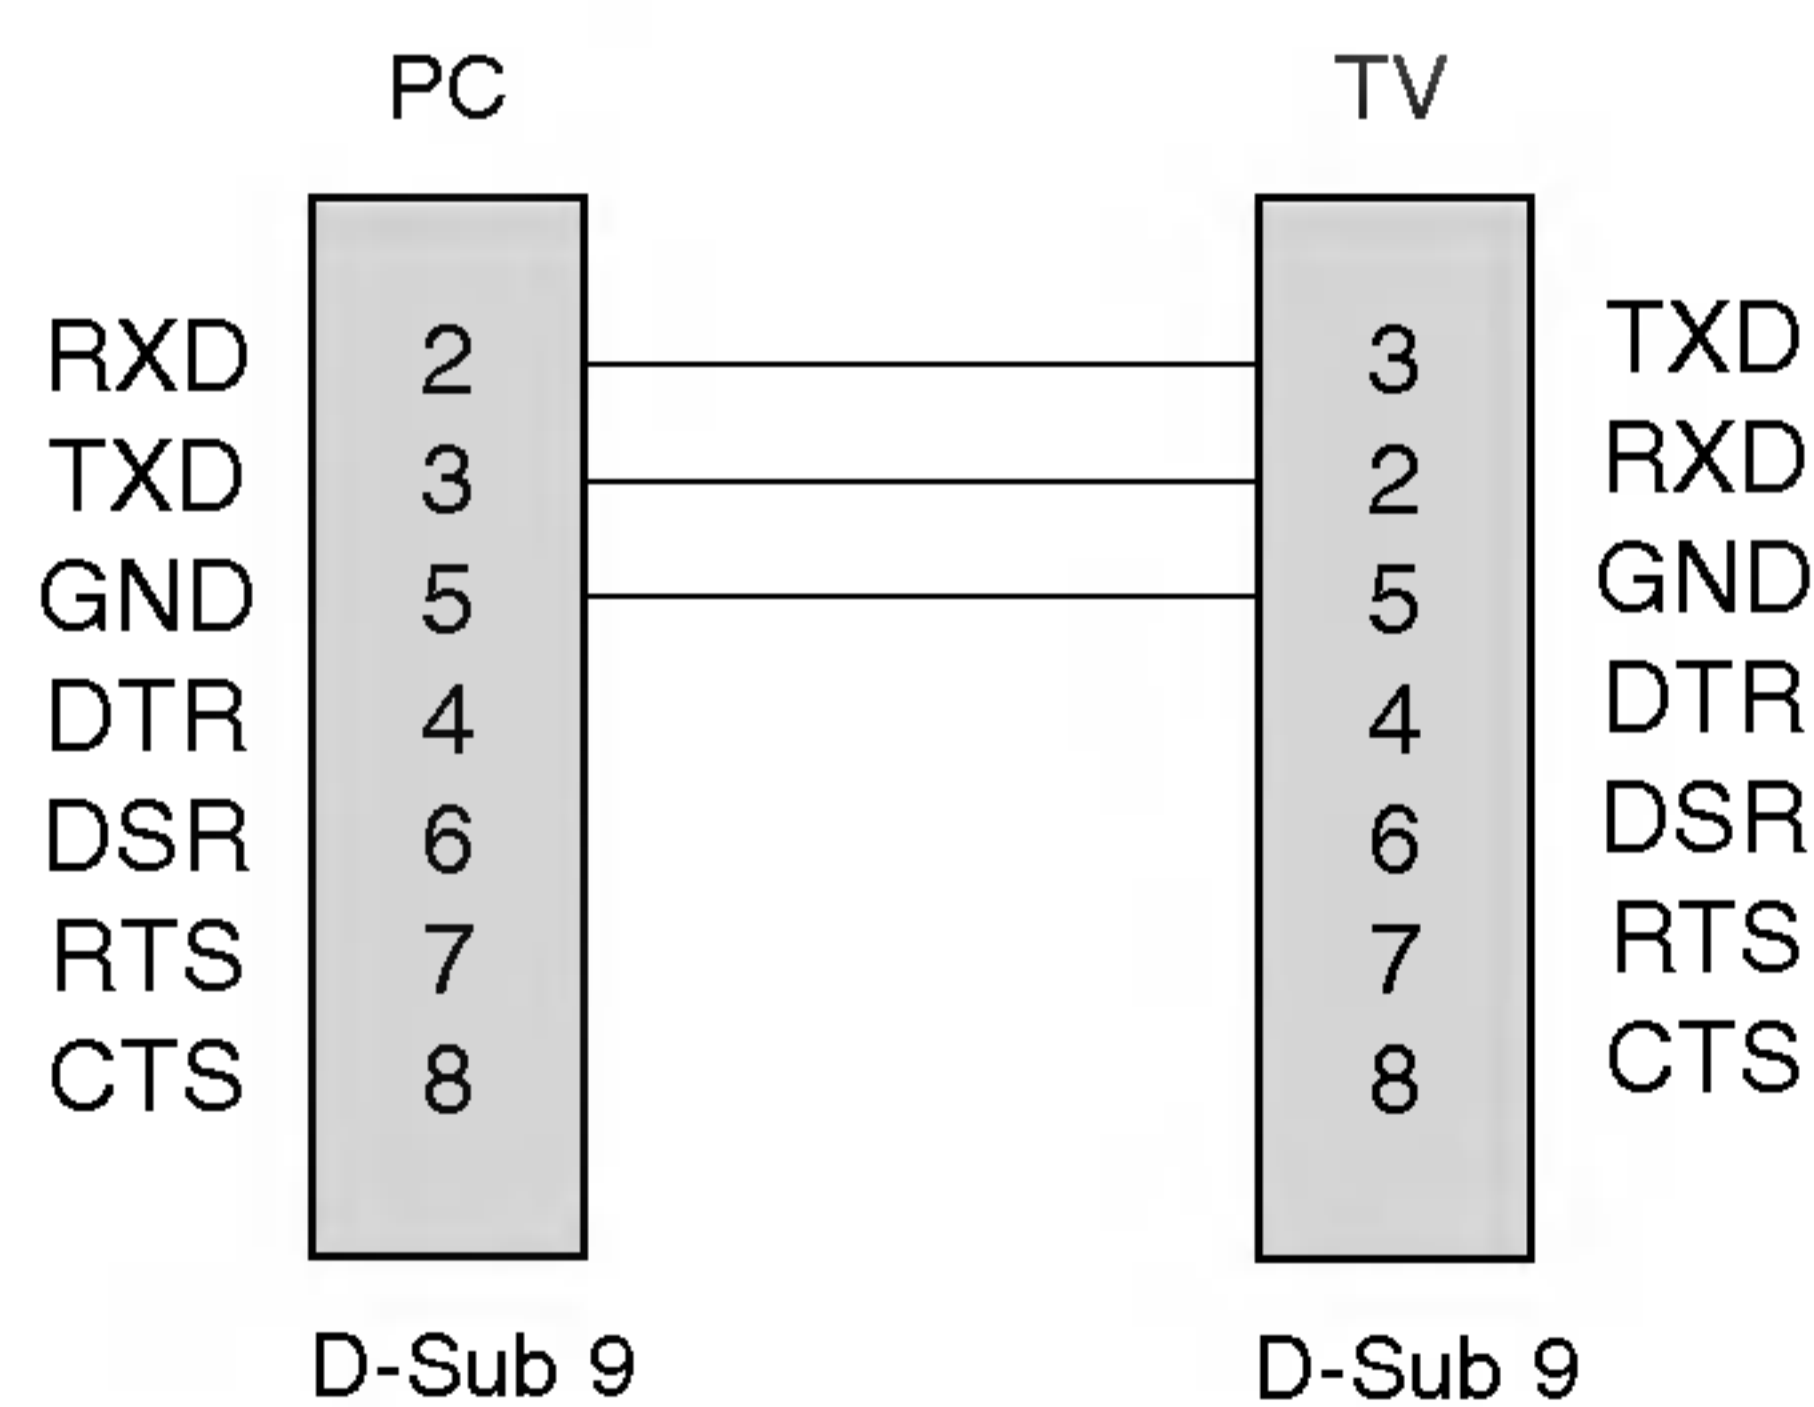 PC TV
RXD 2 3 TXD
TXD 3 2 RXD
GND 5 5 GND
DTR 4 4 DTR
DSR 6 6 DSR
RTS 7 7 RTS
CTS 8 8 CTS
D-Sub 9 D-Sub 9